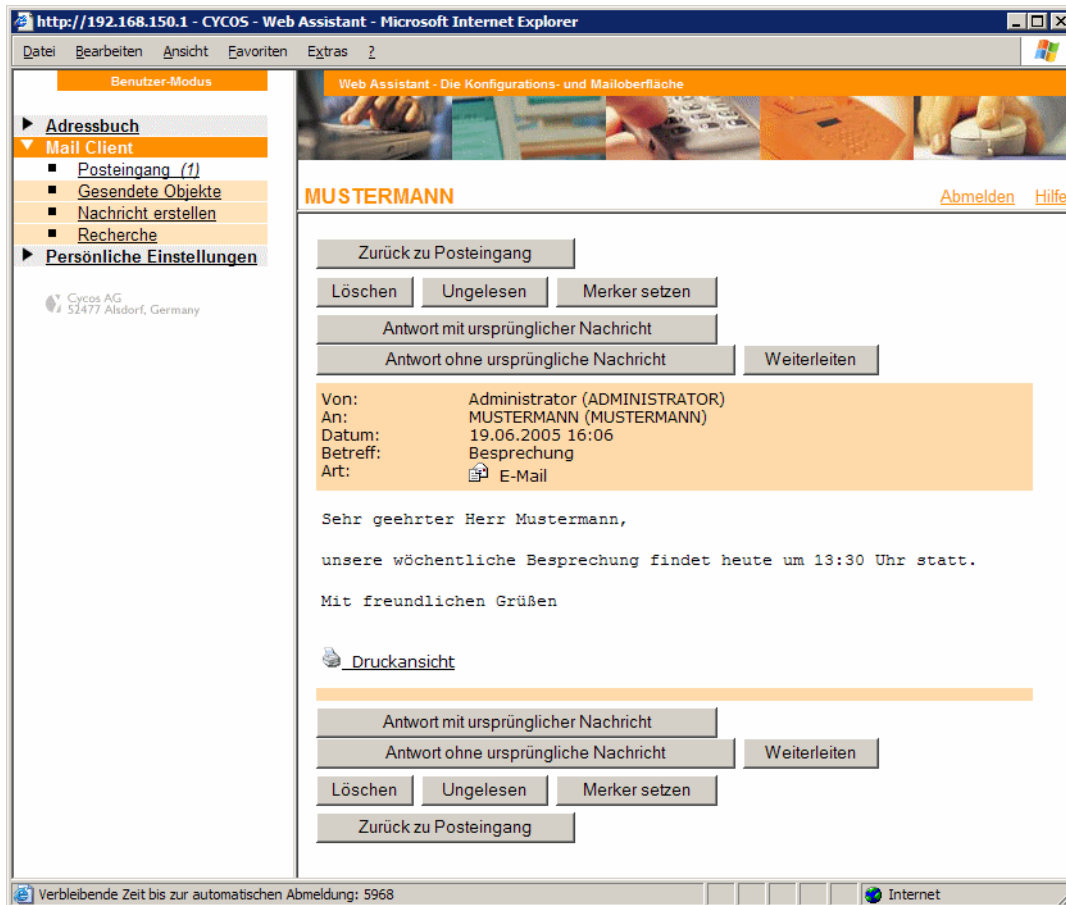 http://192.168.150.1 - CYCOS - Web Assistant - Microsoft Internet Explorer
Datei Bearbeiten Ansicht Favoriten Extras ?
Benutzer-Modus
Adressbuch
Mail Client
Posteingang (1)
Gesendete Objekte
Nachricht erstellen
Recherche
Persönliche Einstellungen
Cycos AG
52477 Alsdorf, Germany
Web Assistant - Die Konfigurations- und Mailoberfläche
MUSTERMANN Abmelden Hilfe
Zurück zu Posteingang
Löschen Ungelesen Merker setzen
Antwort mit ursprünglicher Nachricht
Antwort ohne ursprüngliche Nachricht Weiterleiten
Von: Administrator (ADMINISTRATOR)
An: MUSTERMANN (MUSTERMANN)
Datum: 19.06.2005 16:06
Betreff: Besprechung
Art: E-Mail
Sehr geehrter Herr Mustermann,
unsere wöchentliche Besprechung findet heute um 13:30 Uhr statt.
Mit freundlichen Grüßen
Druckansicht
Antwort mit ursprünglicher Nachricht
Antwort ohne ursprüngliche Nachricht Weiterleiten
Löschen Ungelesen Merker setzen
Zurück zu Posteingang
Verbleibende Zeit bis zur automatischen Abmeldung: 5968 Internet